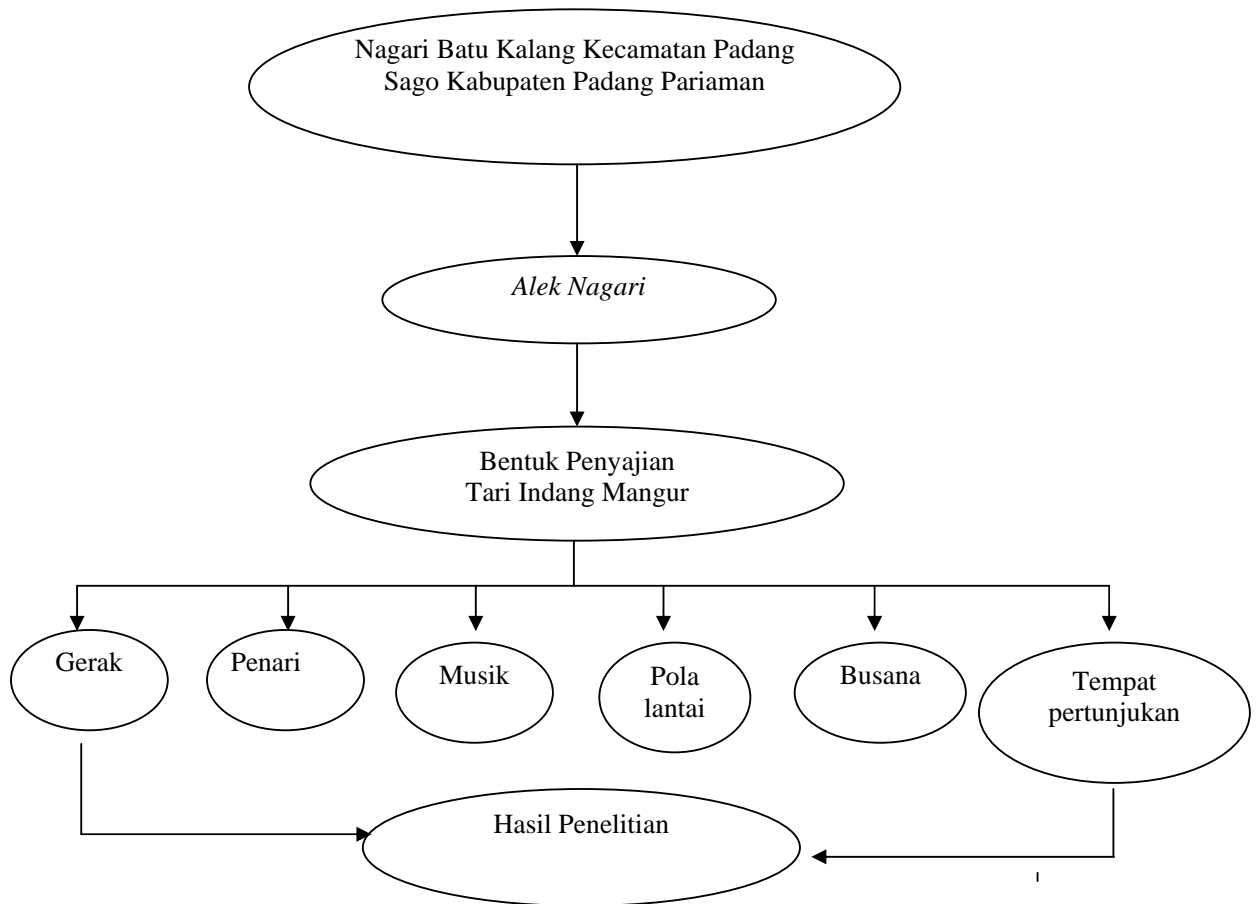 Nagari Batu Kalang Kecamatan Padang
Sago Kabupaten Padang Pariaman
Alek Nagari
Bentuk Penyajian
Tari Indang Mangur
Gerak
Penari
Musik
Pola
lantai
Busana
Tempat
pertunjukan
Hasil Penelitian